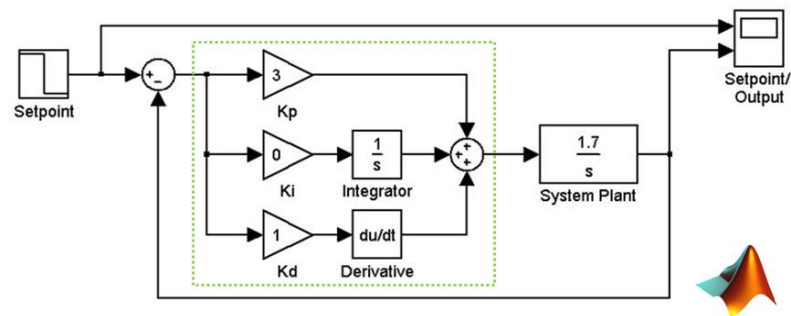 Setpoint
+
−
3
Kp
0
Ki
1
s
Integrator
1
Kd
du/dt
Derivative
+
+
+
1.7
s
System Plant
Setpoint/
Output